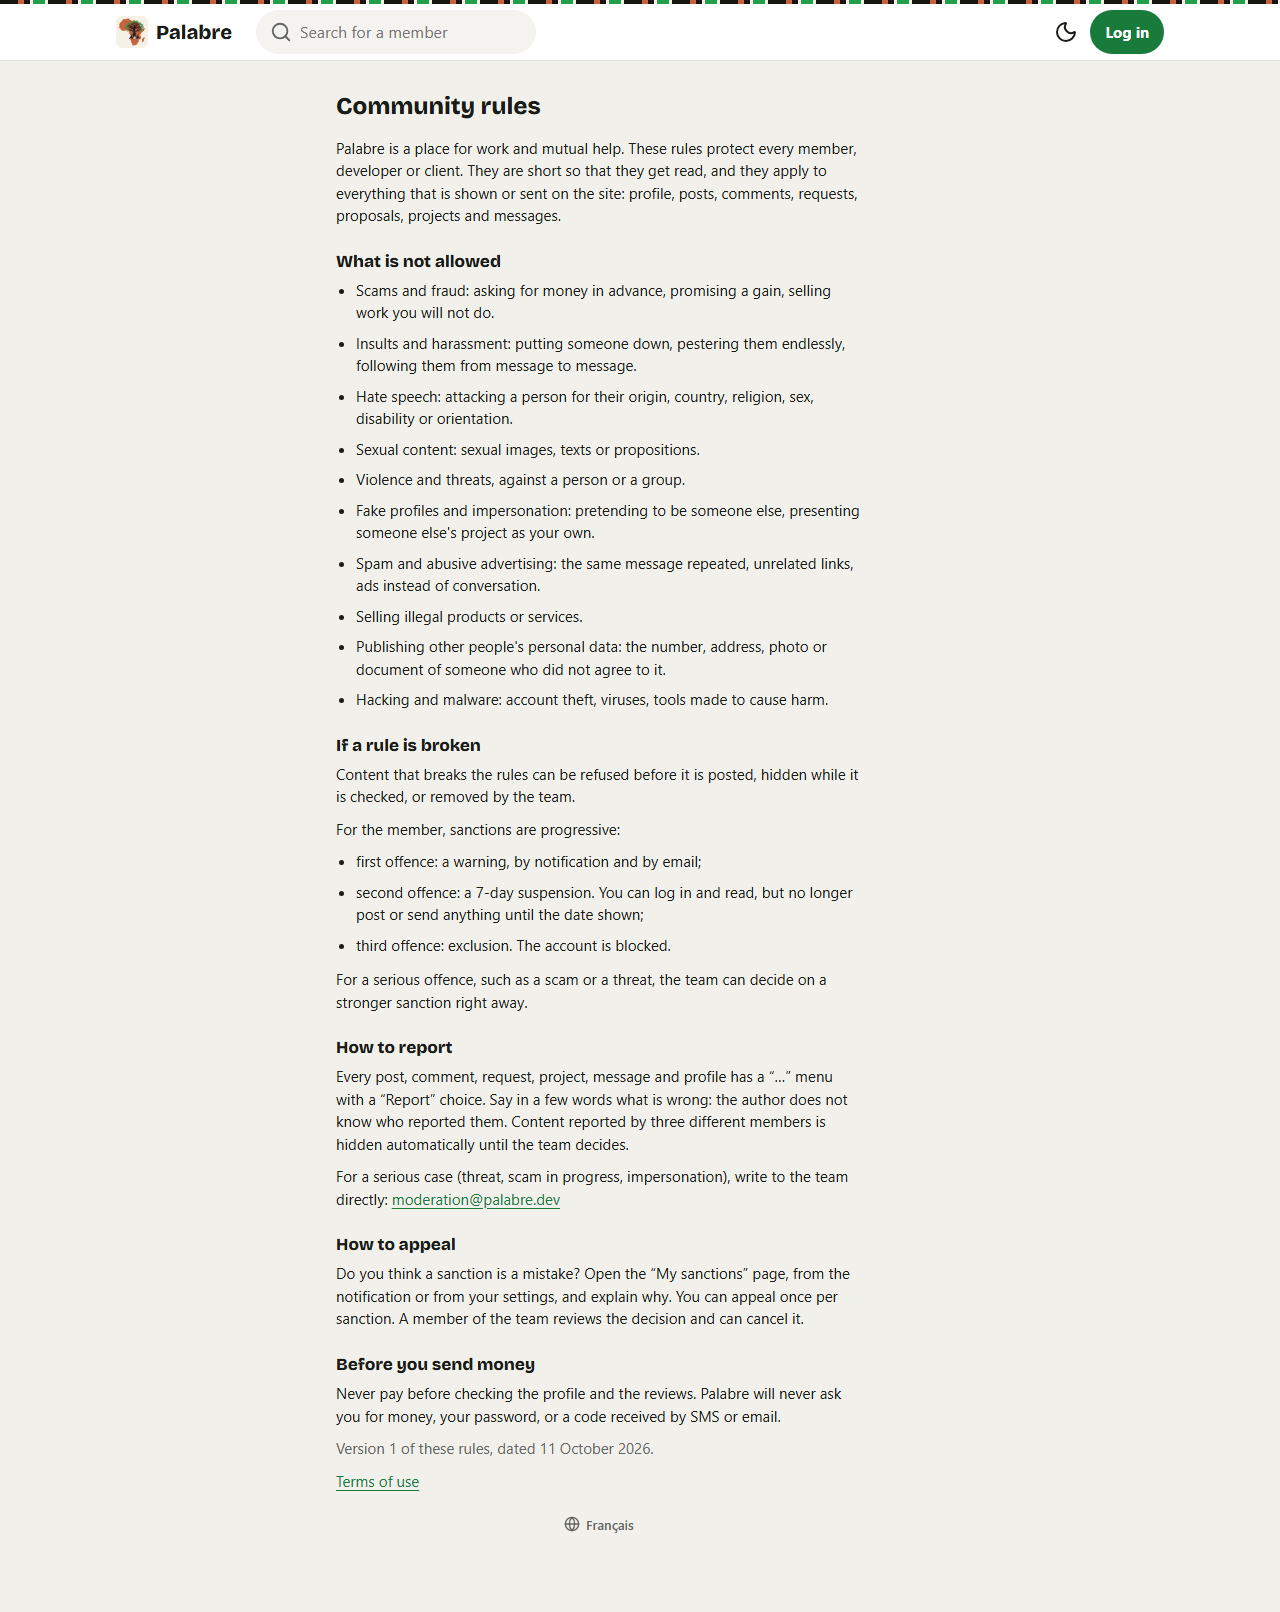 Palabre
Search for a member
Log in
Community rules
Palabre is a place for work and mutual help. These rules protect every member,
developer or client. They are short so that they get read, and they apply to
everything that is shown or sent on the site: profile, posts, comments, requests,
proposals, projects and messages.
What is not allowed
• Scams and fraud: asking for money in advance, promising a gain, selling
work you will not do.
• Insults and harassment: putting someone down, pestering them endlessly,
following them from message to message.
• Hate speech: attacking a person for their origin, country, religion, sex,
disability or orientation.
• Sexual content: sexual images, texts or propositions.
• Violence and threats, against a person or a group.
• Fake profiles and impersonation: pretending to be someone else, presenting
someone else's project as your own.
• Spam and abusive advertising: the same message repeated, unrelated links,
ads instead of conversation.
• Selling illegal products or services.
• Publishing other people's personal data: the number, address, photo or
document of someone who did not agree to it.
• Hacking and malware: account theft, viruses, tools made to cause harm.
If a rule is broken
Content that breaks the rules can be refused before it is posted, hidden while it
is checked, or removed by the team.
For the member, sanctions are progressive:
• first offence: a warning, by notification and by email;
• second offence: a 7-day suspension. You can log in and read, but no longer
post or send anything until the date shown;
• third offence: exclusion. The account is blocked.
For a serious offence, such as a scam or a threat, the team can decide on a
stronger sanction right away.
How to report
Every post, comment, request, project, message and profile has a “…” menu
with a “Report” choice. Say in a few words what is wrong: the author does not
know who reported them. Content reported by three different members is
hidden automatically until the team decides.
For a serious case (threat, scam in progress, impersonation), write to the team
directly: moderation@palabre.dev
How to appeal
Do you think a sanction is a mistake? Open the “My sanctions” page, from the
notification or from your settings, and explain why. You can appeal once per
sanction. A member of the team reviews the decision and can cancel it.
Before you send money
Never pay before checking the profile and the reviews. Palabre will never ask
you for money, your password, or a code received by SMS or email.
Version 1 of these rules, dated 11 October 2026.
Terms of use
Français